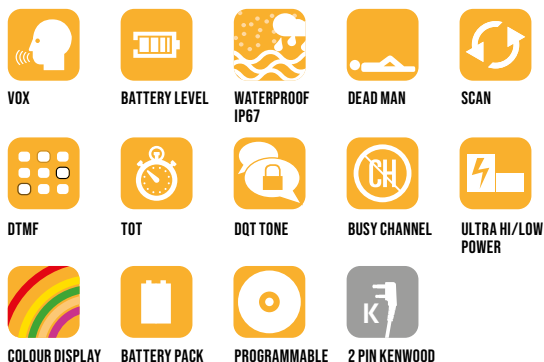 VOX
BATTERY LEVEL
WATERPROOF
IP67
DEAD MAN
SCAN
DTMF
TOT
DQT TONE
CH
BUSY CHANNEL
ULTRA HI/LOW
POWER
COLOUR DISPLAY
BATTERY PACK
PROGRAMMABLE
K
2 PIN KENWOOD